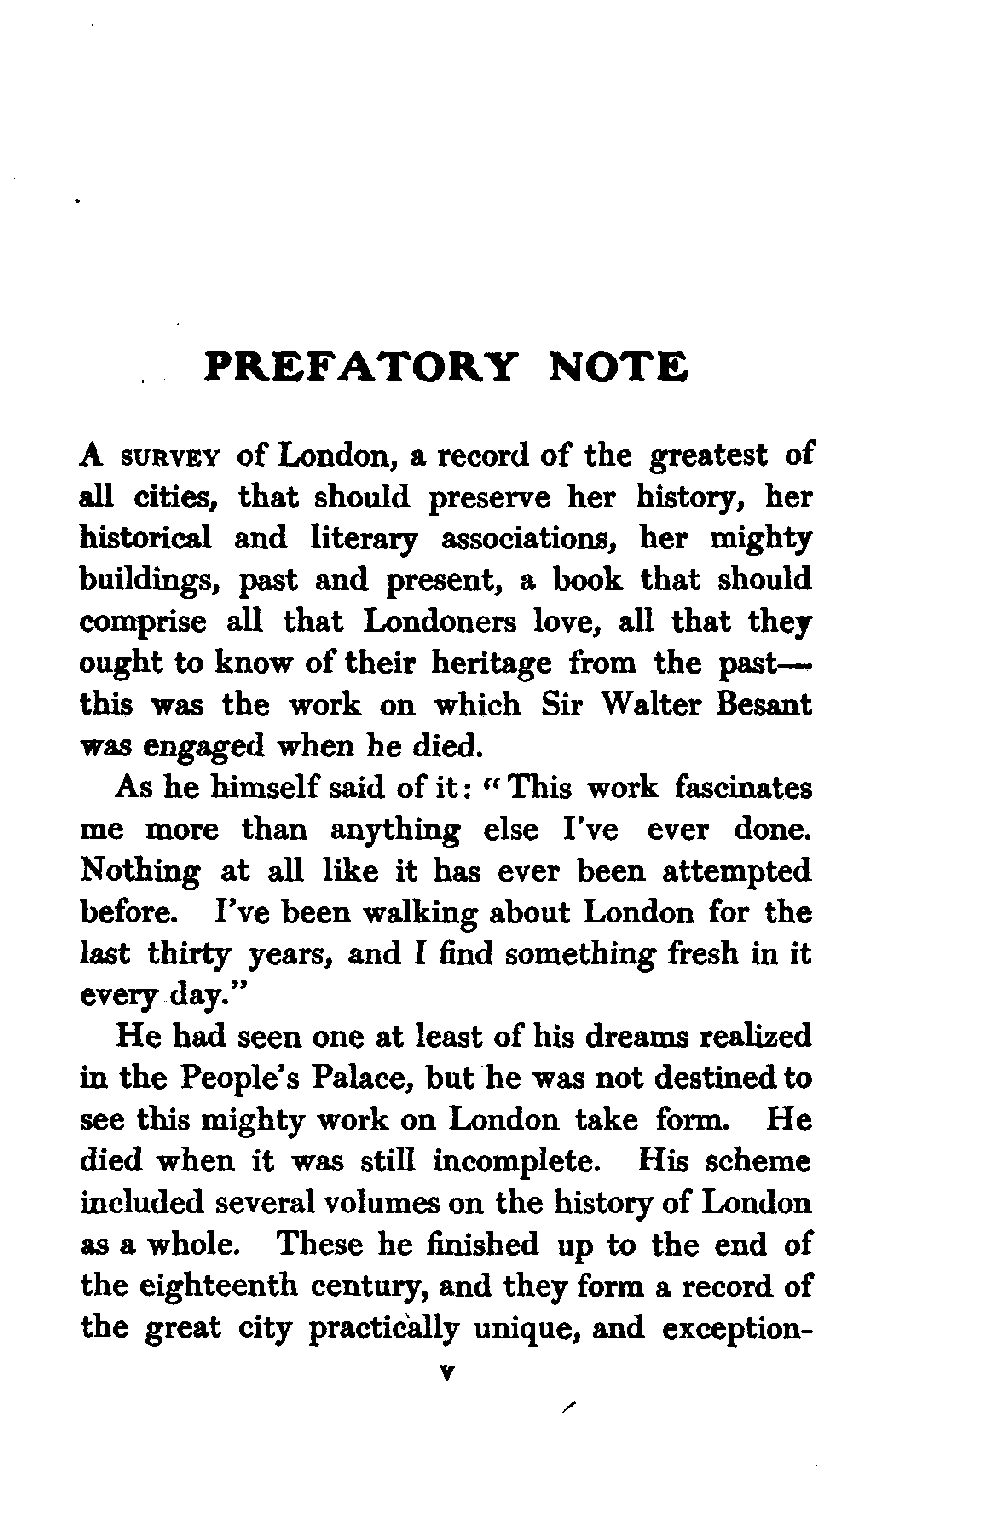 PREFATORY NOTE
A SURVEY of London, a record of the greatest of
all cities, that should preserve her history, her
historical and literary associations, her mighty
buildings, past and present, a book that should
comprise all that Londoners love, all that they
ought to know of their heritage from the past—
this was the work on which Sir Walter Besant
was engaged when he died.
As he himself said of it: “This work fascinates
me more than anything else I've ever done.
Nothing at all like it has ever been attempted
before. I've been walking about London for the
last thirty years, and I find something fresh in it
every day.”
He had seen one at least of his dreams realized
in the People's Palace, but he was not destined to
see this mighty work on London take form. He
died when it was still incomplete. His scheme
included several volumes on the history of London
as a whole. These he finished up to the end of
the eighteenth century, and they form a record of
the great city practically unique, and exception-
v